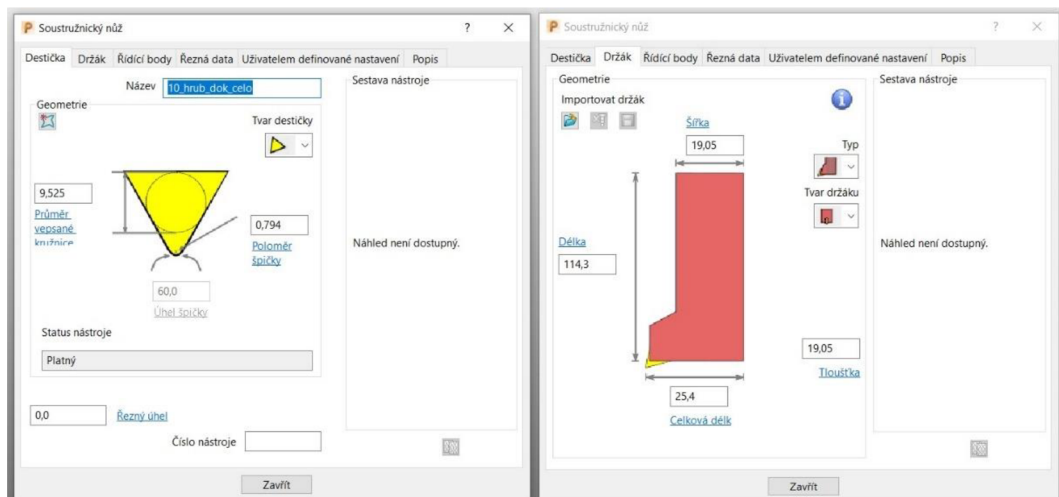 Soustružnický nůž
?
Destička Držák Řídící body Řezná data Uživatelem definované nastavení Popis
Název 10_hrub_dok_celo
Geometrie
Tvar destičky
9,525
Průměr
vepsané
kružnice
0,794
Poloměr
špičky
60,0
Úhel špičky
Status nástroje
Platný
0,0 Řezný úhel
Číslo nástroje
Sestava nástroje
Náhled není dostupný.
Zavřít
Soustružnický nůž
?
Destička Držák Řídící body Řezná data Uživatelem definované nastavení Popis
Geometrie
Importovat držák
Šířka
19,05
Typ
Tvar držáku
Délka
114,3
19,05
Tloušťka
25,4
Celková délk
Sestava nástroje
Náhled není dostupný.
Zavřít